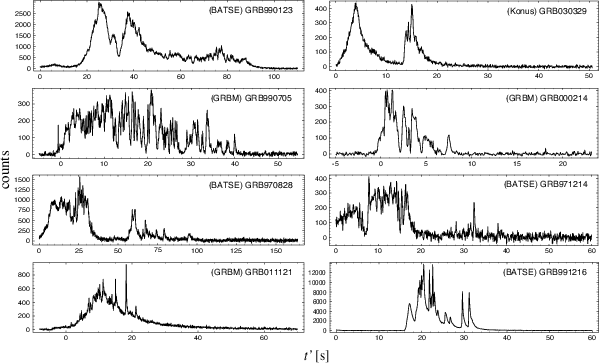 (BATSE) GRB990123
2500
2000
1500
1000
500
0
0 20 40 60 80 100
(Konus) GRB030329
400
300
200
100
0
0 10 20 30 40 50
(GRBM) GRB990705
300
200
100
0
0 10 20 30 40 50
(GRBM) GRB000214
400
300
200
100
0
-5 0 5 10 15 20
counts
(BATSE) GRB970828
1500
1250
1000
750
500
250
0
0 25 50 75 100 125 150
(BATSE) GRB971214
400
300
200
100
0
0 10 20 30 40 50 60
(GRBM) GRB011121
800
600
400
200
0
0 20 40 60
(BATSE) GRB991216
12000
10000
8000
6000
4000
2000
0
0 10 20 30 40 50 60
t' [s]